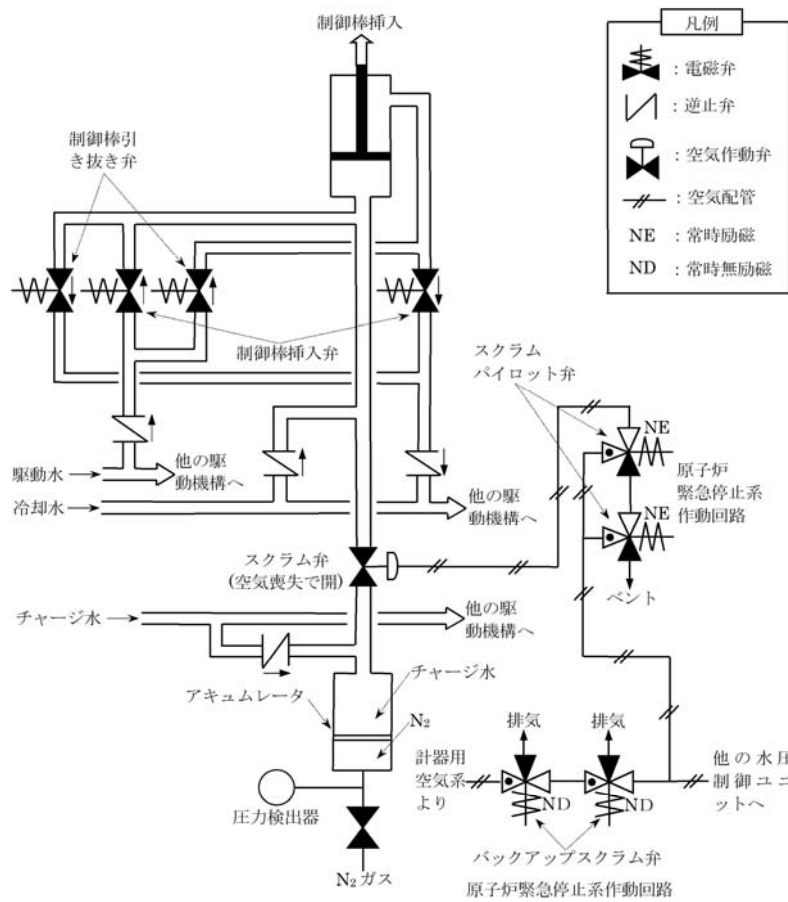 制御棒挿入
凡例
:電磁弁
:逆止弁
:空気作動弁
:空気配管
NE :常時励磁
ND :常時無励磁
制御棒引
き抜き弁
制御棒挿入弁
スクラム
パイロット弁
NE
原子炉
緊急停止系
作動回路
NE
ベント
駆動水
他の駆
動機構へ
冷却水
他の駆
動機構へ
スクラム弁
(空気喪失で開)
チャージ水
他の駆
動機構へ
アキュムレータ
チャージ水
N₂
圧力検出器
N₂ガス
排気
排気
計器用
空気系
より
ND
ND
他の水圧
制御ユニ
ットへ
バックアップスクラム弁
原子炉緊急停止系作動回路